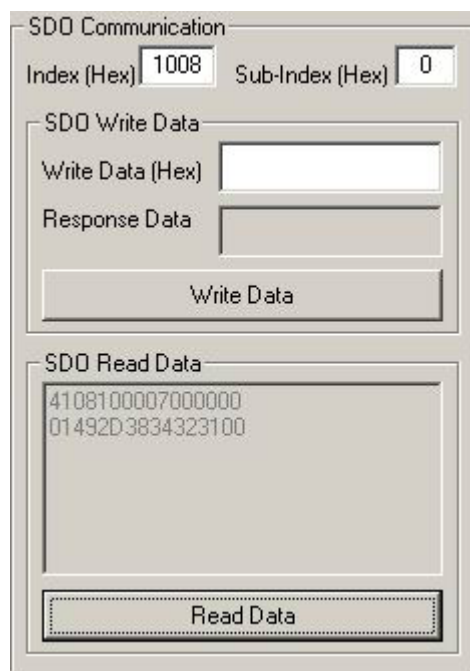 SDO Communication
Index (Hex) 1008 Sub-Index (Hex) 0
SDO Write Data
Write Data (Hex)
Response Data
Write Data
SDO Read Data
4108100007000000
01492D3834323100
Read Data